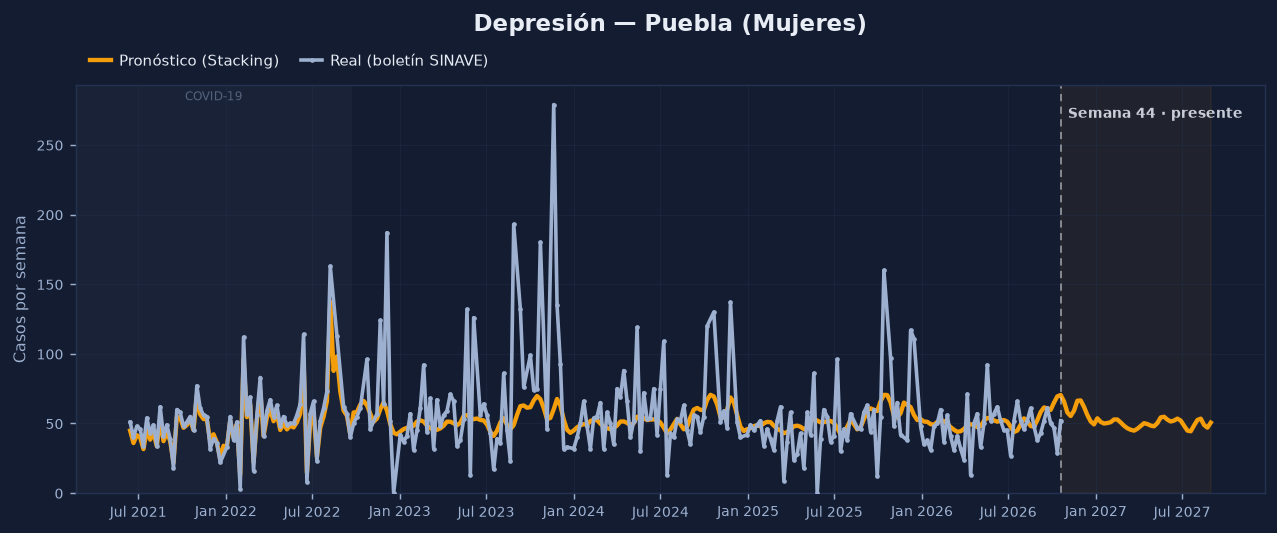 Depresión — Puebla (Mujeres)
Pronóstico (Stacking)
Real (boletín SINAVE)
COVID-19
Semana 44 · presente
Casos por semana
250
200
150
100
50
0
Jul 2021
Jan 2022
Jul 2022
Jan 2023
Jul 2023
Jan 2024
Jul 2024
Jan 2025
Jul 2025
Jan 2026
Jul 2026
Jan 2027
Jul 2027